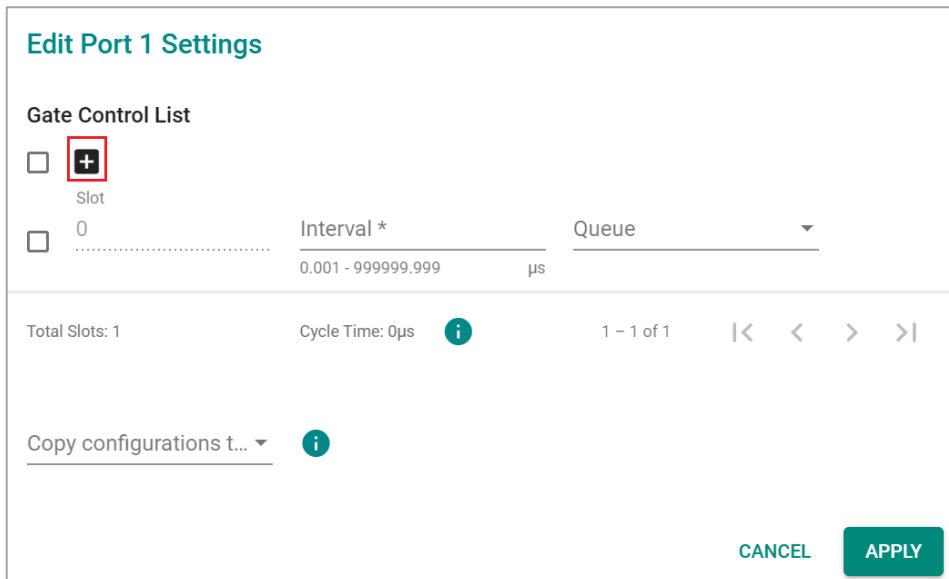 Edit Port 1 Settings
Gate Control List
Slot
0
Interval *
Queue
0.001 - 999999.999
µs
Total Slots: 1
Cycle Time: 0µs
1 – 1 of 1
Copy configurations t...
CANCEL
APPLY